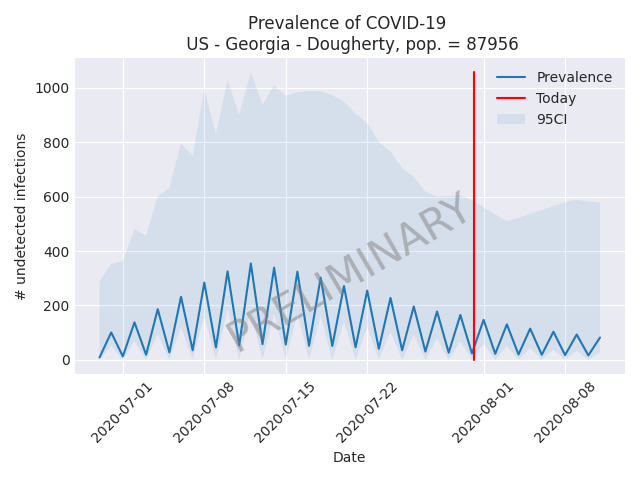 Prevalence of COVID-19
US - Georgia - Dougherty, pop. = 87956
# undetected infections
1000
800
600
400
200
0
Prevalence
Today
95CI
PRELIMINARY
2020-07-01
2020-07-08
2020-07-15
2020-07-22
2020-08-01
2020-08-08
Date